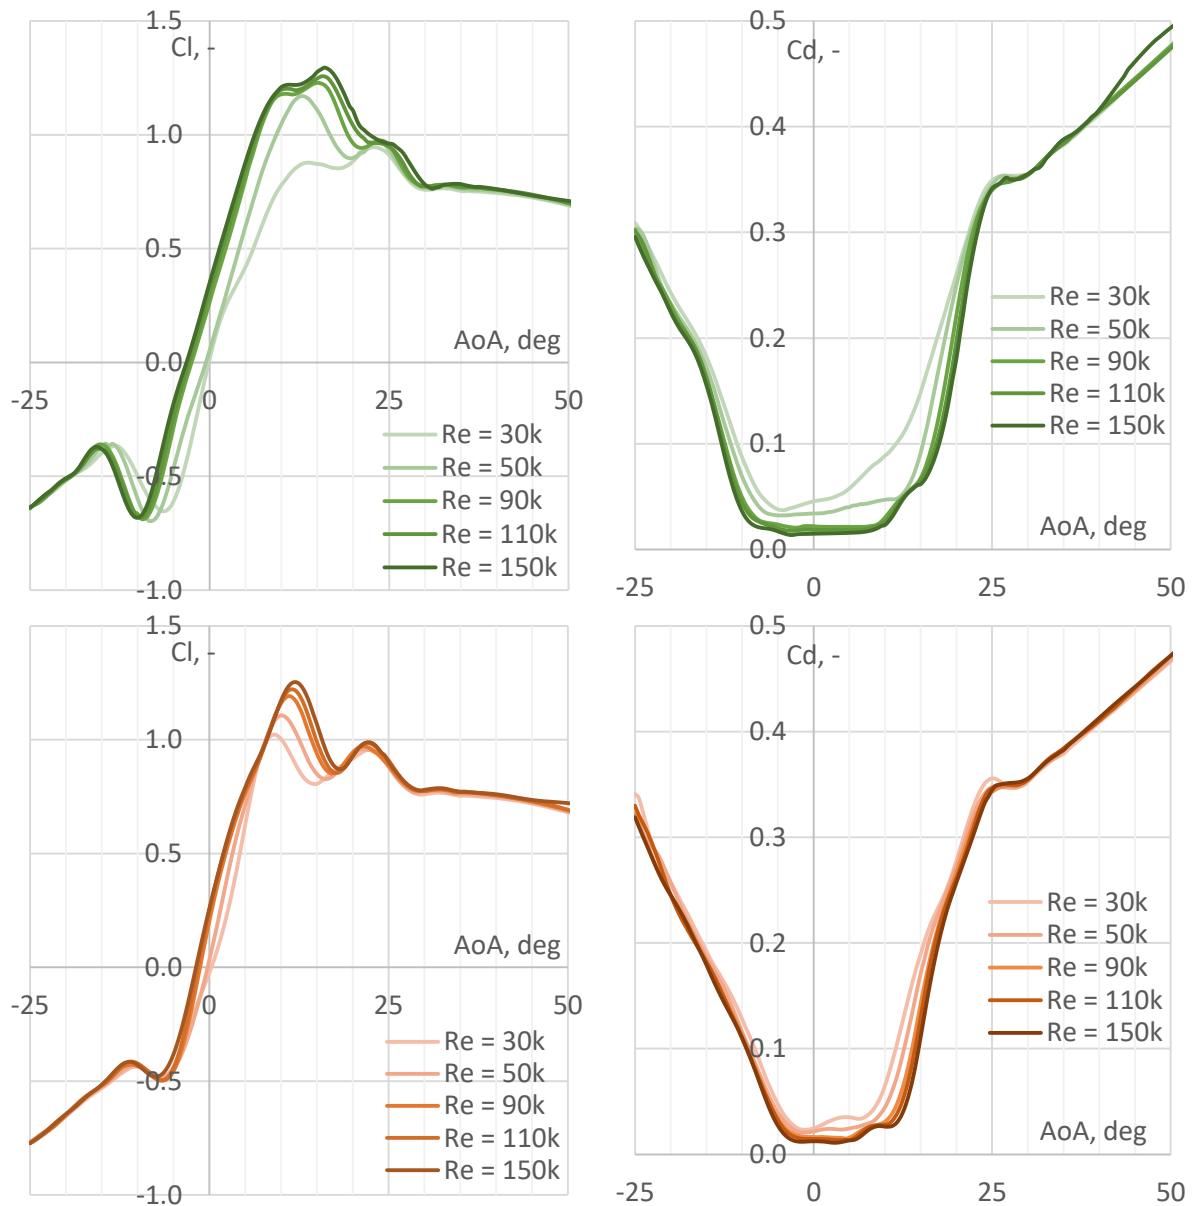 1.5
Cl, -
1.0
0.5
AoA, deg
0.0
-25
0
25
50
Re = 30k
Re = 50k
-0.5
Re = 90k
Re = 110k
Re = 150k
-1.0
0.5
Cd, -
0.4
0.3
Re = 30k
Re = 50k
0.2
Re = 90k
Re = 110k
Re = 150k
0.1
AoA, deg
0.0
-25
0
25
50
1.5
Cl, -
1.0
0.5
AoA, deg
0.0
-25
0
25
50
Re = 30k
Re = 50k
-0.5
Re = 90k
Re = 110k
Re = 150k
-1.0
0.5
Cd, -
0.4
0.3
Re = 30k
Re = 50k
0.2
Re = 90k
Re = 110k
Re = 150k
0.1
AoA, deg
0.0
-25
0
25
50